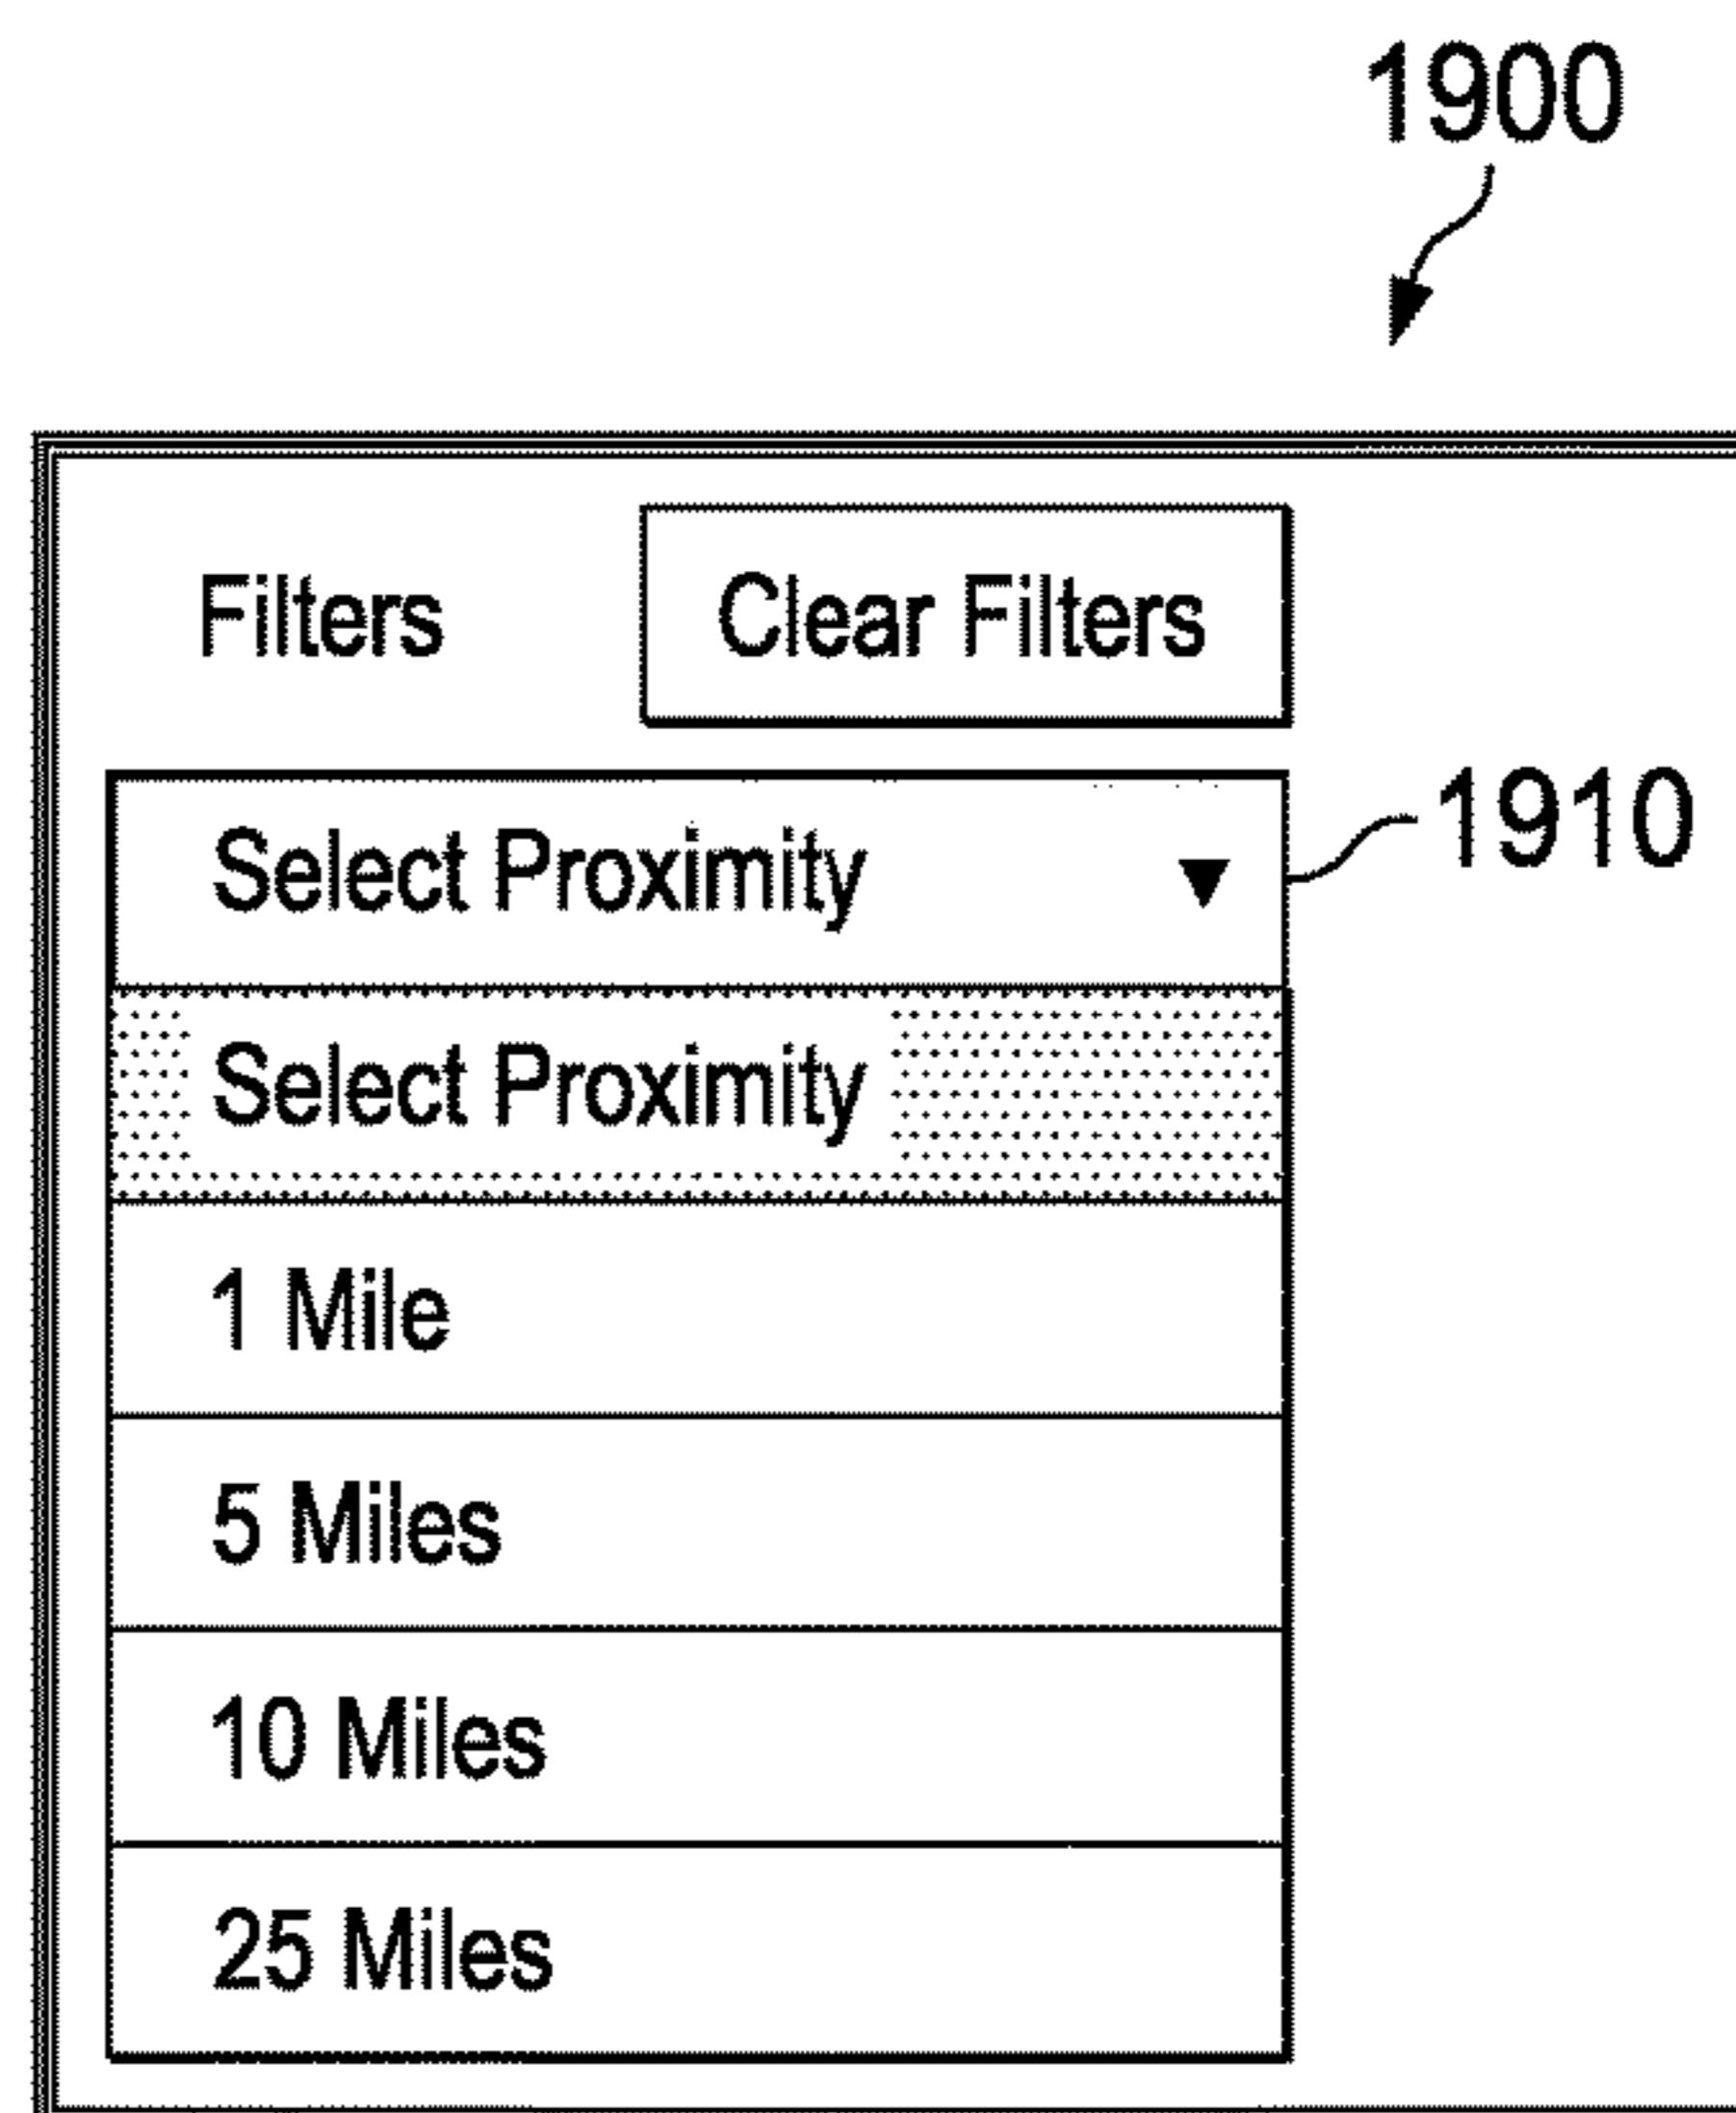 1900
Filters Clear Filters
Select Proximity 1910
Select Proximity
1 Mile
5 Miles
10 Miles
25 Miles